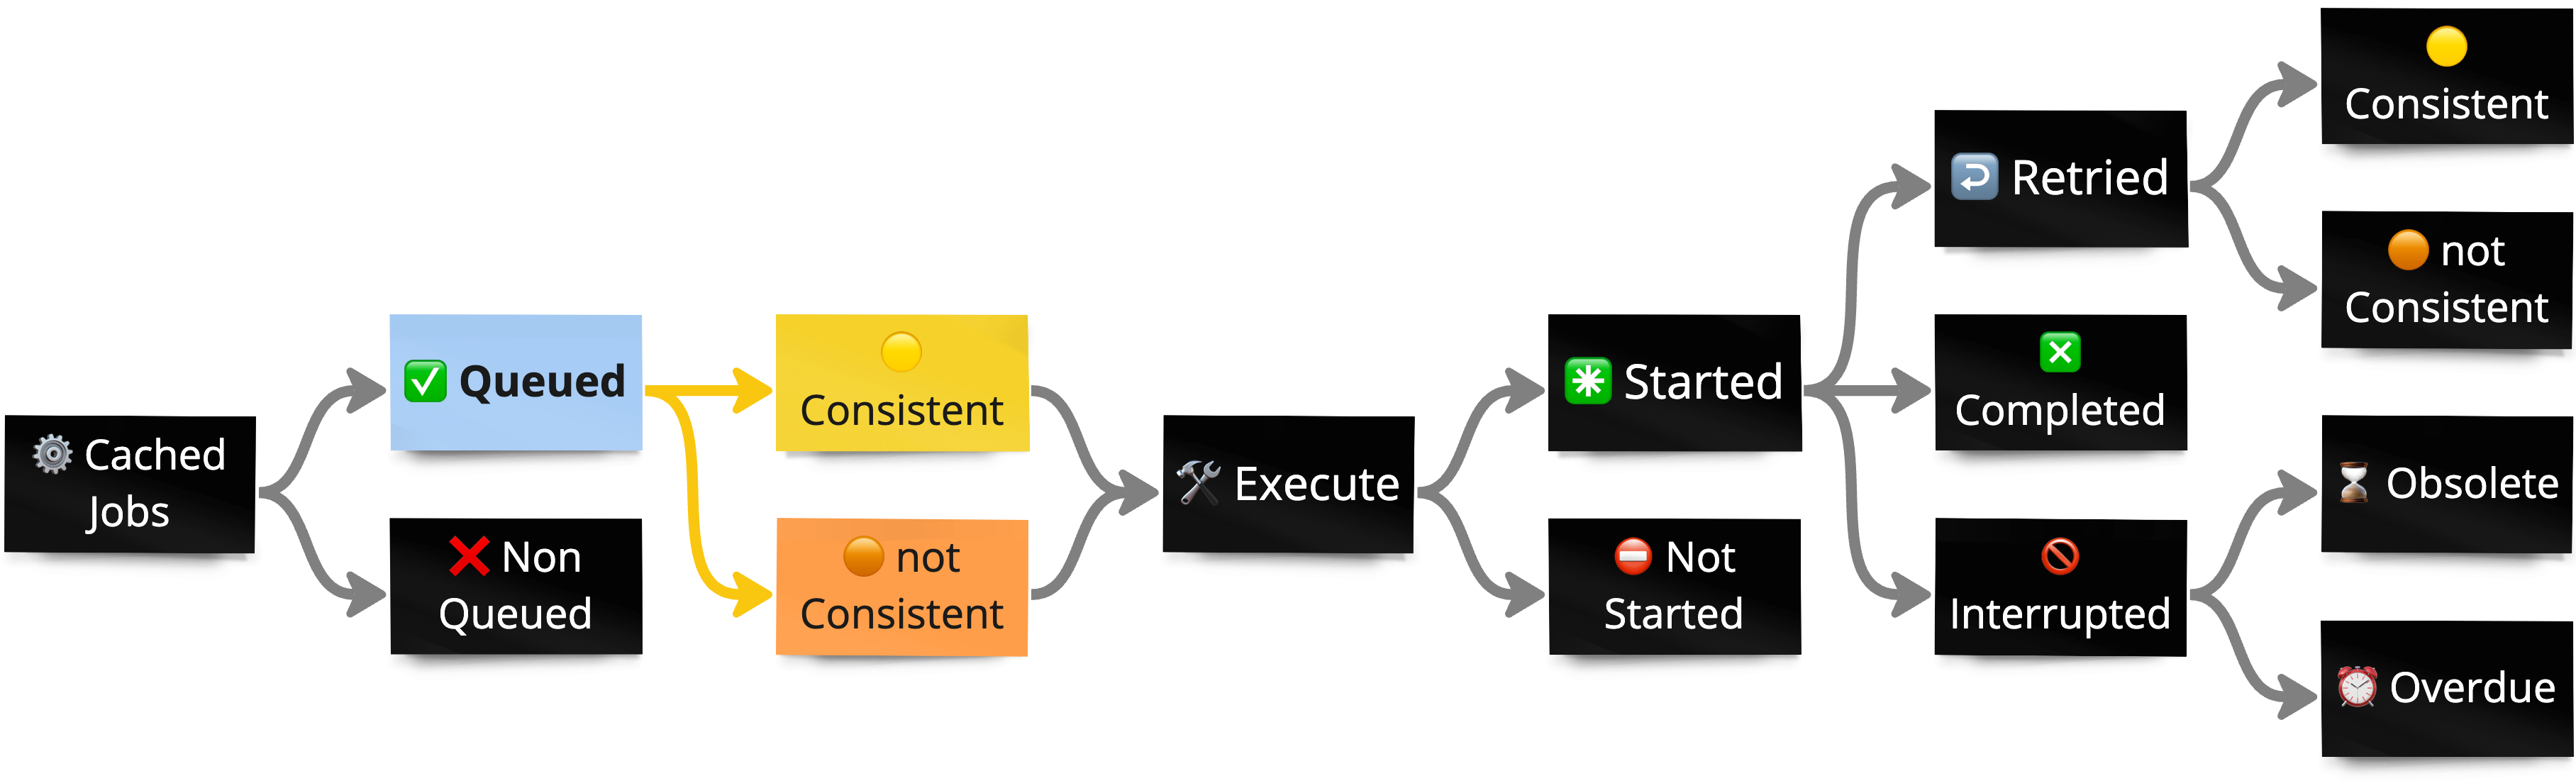 Cached
Jobs
Queued
Non
Queued
Consistent
not
Consistent
Execute
Started
Not
Started
Retried
Completed
Interrupted
Consistent
not
Consistent
Obsolete
Overdue